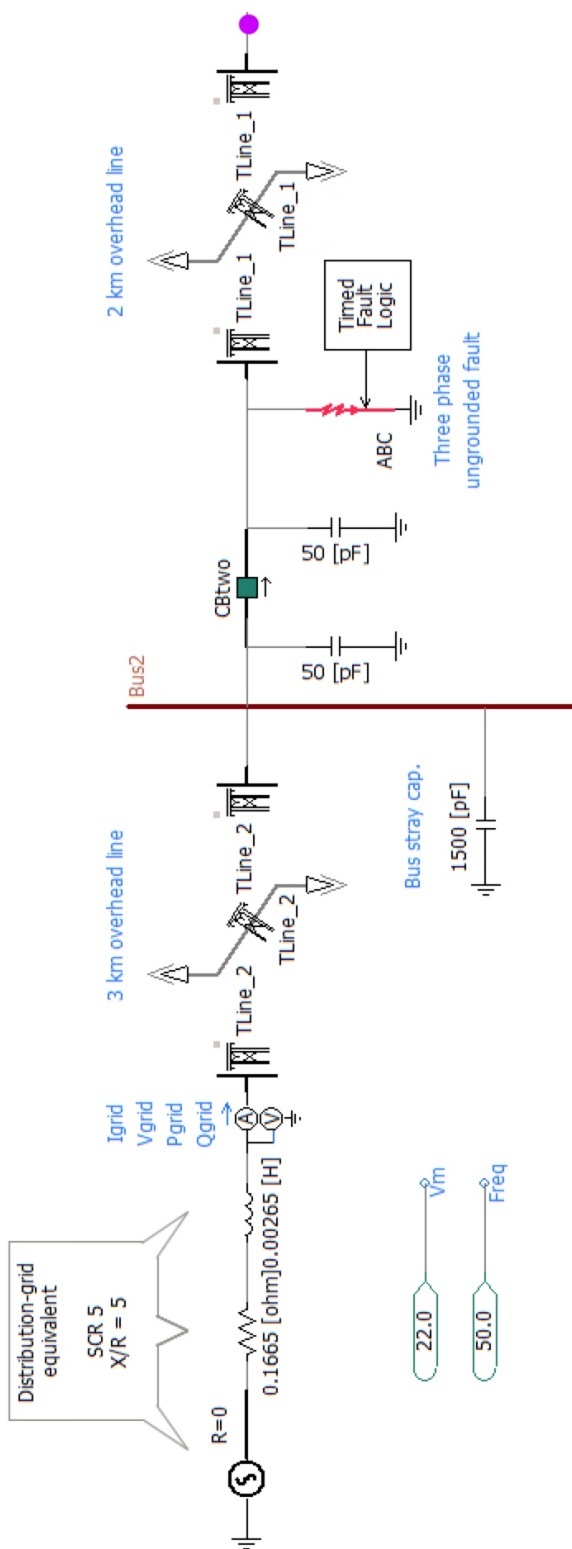 Distribution-grid
equivalent
SCR 5
X/R = 5
R=0
0.1665 [ohm]
0.00265 [H]
Igrid
Vgrid
Pgrid
Qgrid
A
V
3 km overhead line
TLine_2
TLine_2
TLine_2
Bus2
Bus stray cap.
1500 [pF]
50 [pF]
CBtwo
50 [pF]
ABC
Timed
Fault
Logic
Three phase
ungrounded fault
2 km overhead line
TLine_1
TLine_1
TLine_1
22.0
Vm
50.0
Freq